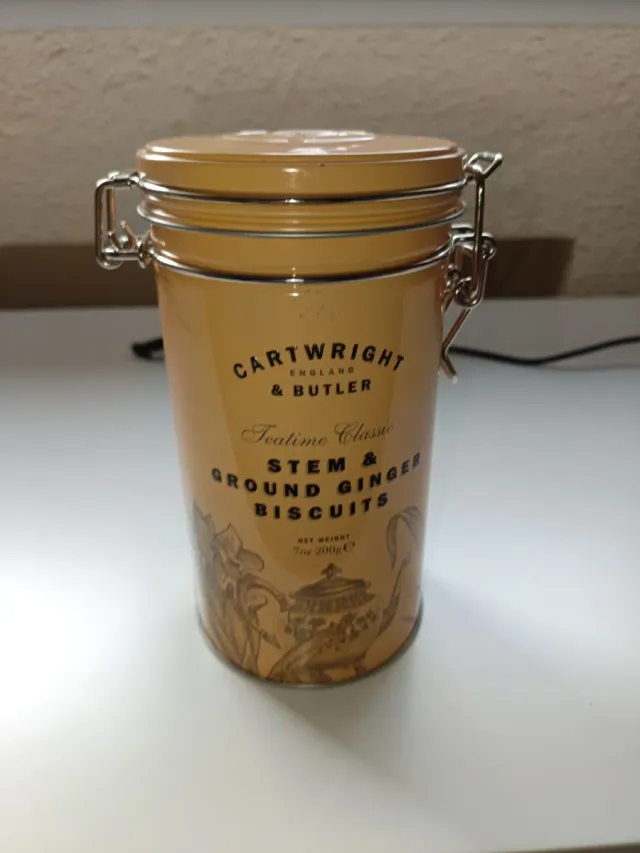 CARTWRIGHT
ENGLAND
& BUTLER
Teatime Classic
STEM &
GROUND GINGER
BISCUITS
NET WEIGHT
7oz 200g℮